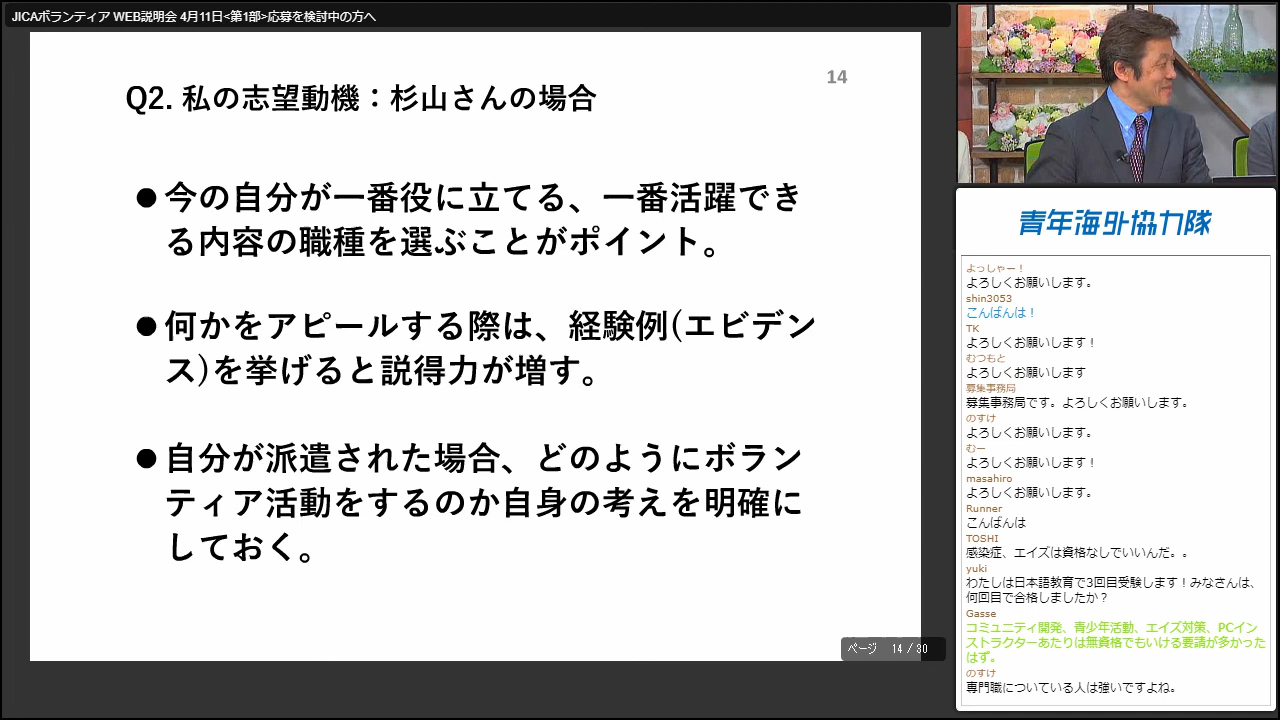 JICAボランティア WEB説明会 4月11日<第1部>応募を検討中の方へ
14
Q2. 私の志望動機：杉山さんの場合
●今の自分が一番役に立てる、一番活躍でき
る内容の職種を選ぶことがポイント。
●何かをアピールする際は、経験例(エビデン
ス)を挙げると説得力が増す。
●自分が派遣された場合、どのようにボラン
ティア活動をするのか自身の考えを明確に
しておく。
ページ 14 / 30
青年海外協力隊
よっしゃー！
よろしくお願いします。
shin3053
こんばんは！
TK
よろしくお願いします！
むつもと
よろしくお願いします
募集事務局
募集事務局です。よろしくお願いします。
のすけ
よろしくお願いします。
むー
よろしくお願いします！
masahiro
よろしくお願いします。
Runner
こんばんは
TOSHI
感染症、エイズは資格なしでいいんだ。。
yuki
わたしは日本語教育で3回目受験します！みなさんは、
何回目で合格しましたか？
Gasse
コミュニティ開発、青少年活動、エイズ対策、PCイン
ストラクターあたりは無資格でもいける要請が多かった
はず。
のすけ
専門職についている人は強いですよね。